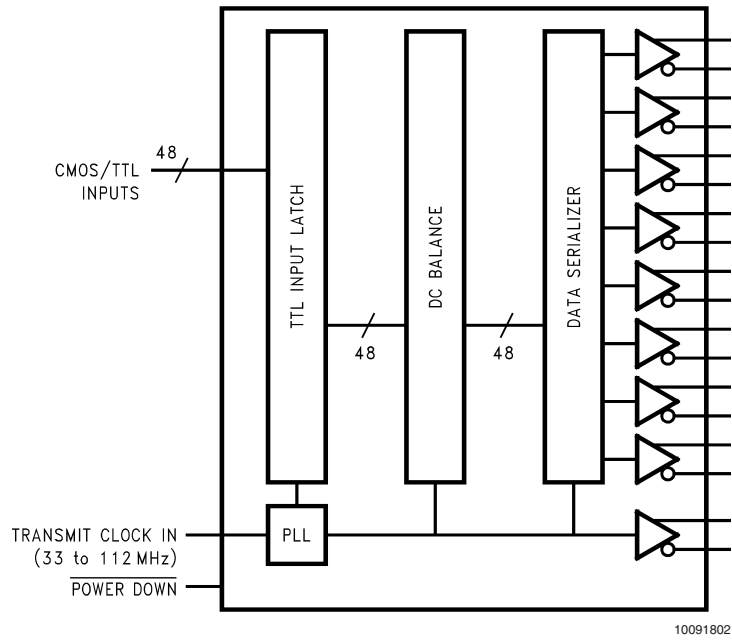 48
CMOS/TTL
INPUTS
TTL INPUT LATCH
DC BALANCE
DATA SERIALIZER
48
48
TRANSMIT CLOCK IN
(33 to 112 MHz)
PLL
POWER DOWN
10091802